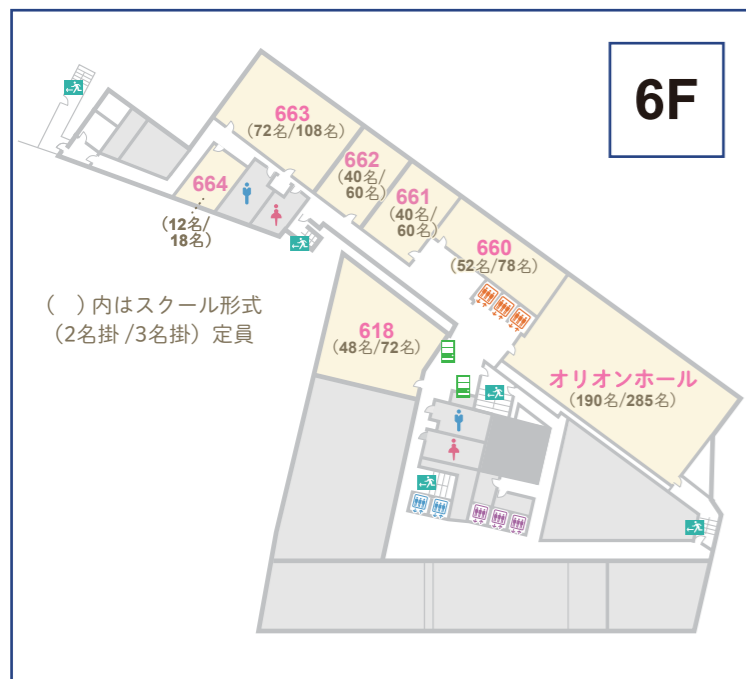 6F
663
(72名/108名)
662
(40名/
60名)
661
(40名/
60名)
660
(52名/78名)
664
(12名/
18名)
618
(48名/72名)
オリオンホール
(190名/285名)
(　) 内はスクール形式
(2名掛 /3名掛) 定員